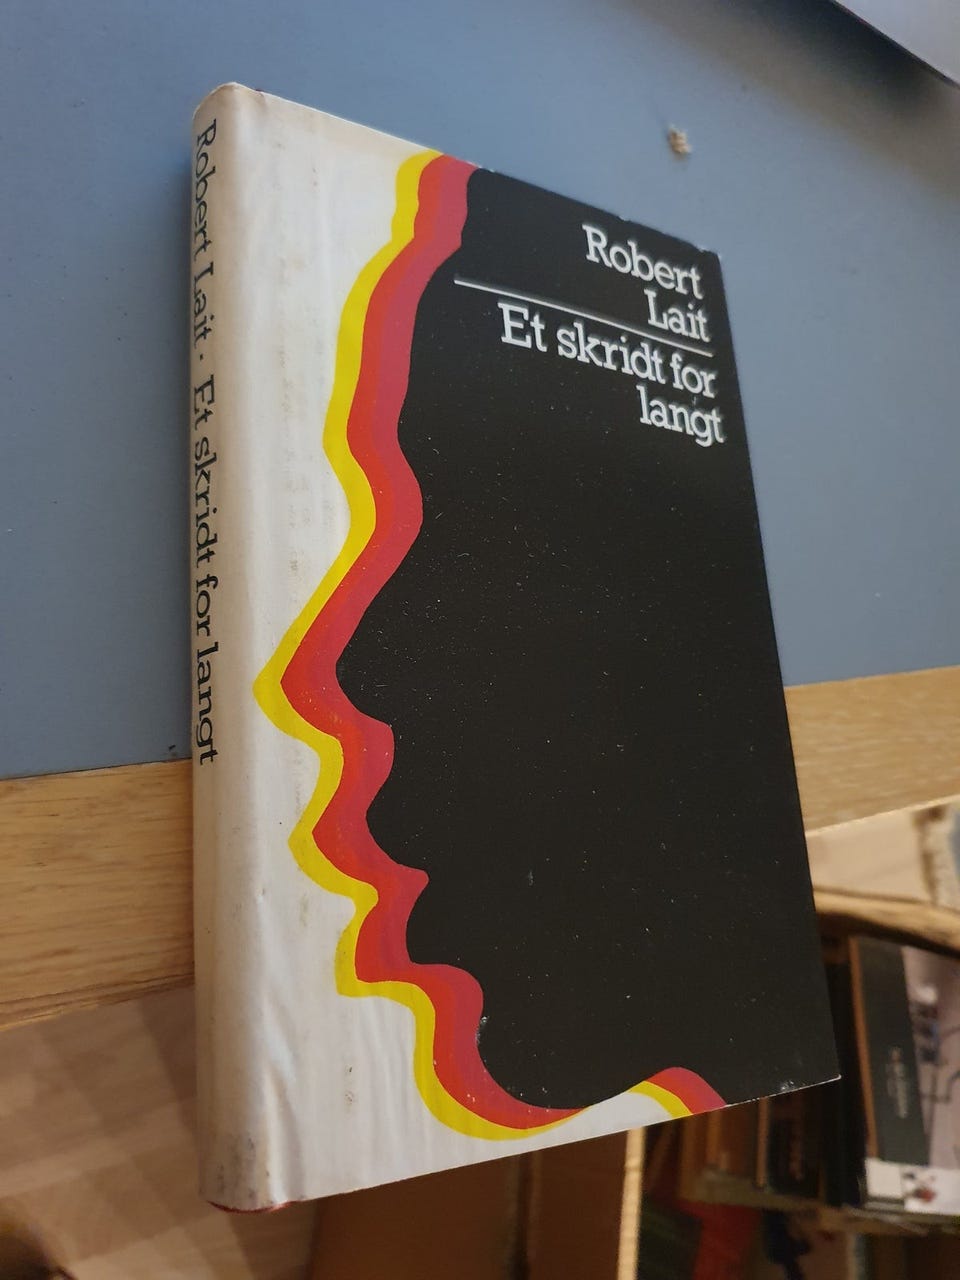 Robert Lait · Et skridt for langt
Robert
Lait
Et skridt for
langt